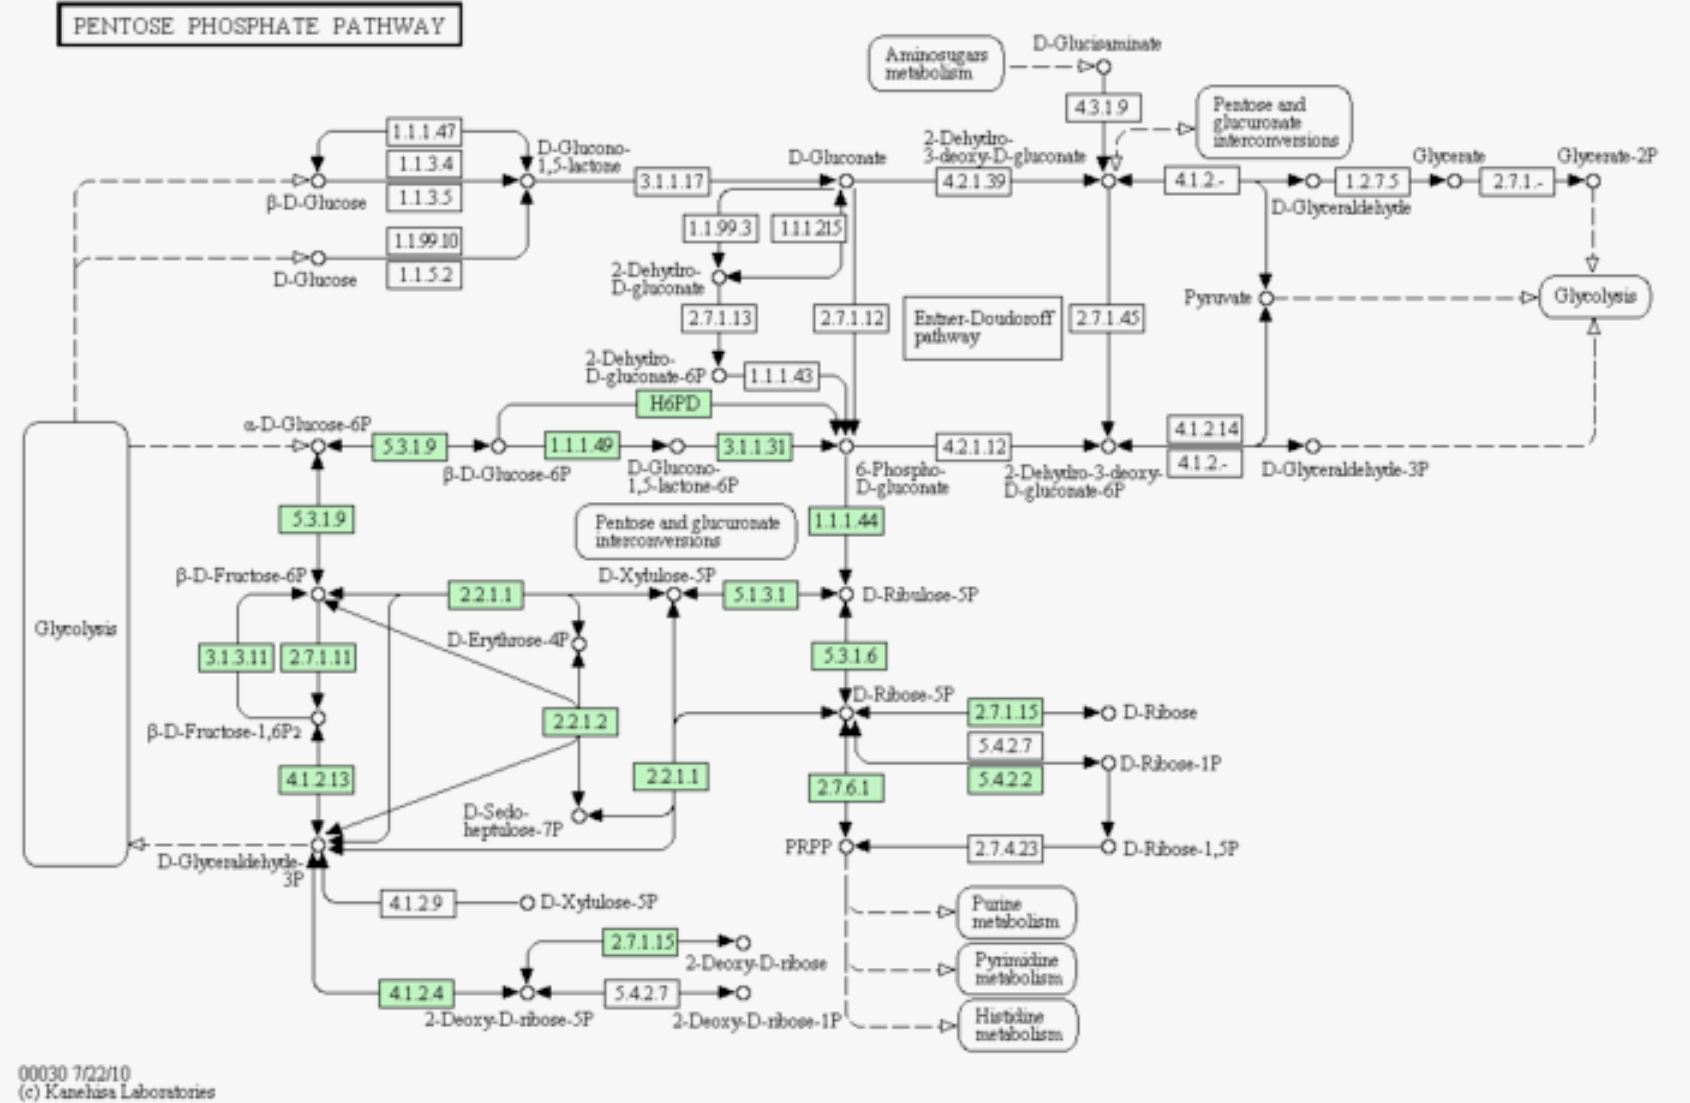 PENTOSE PHOSPHATE PATHWAY
Aminosugars
metabolism
D-Glucisaminate
4.3.1.9
Pentose and
glucuronate
interconversions
1.1.1.47
D-Glucono-
1,5-lactone
1.1.3.4
1.1.3.5
β-D-Glucose
3.1.1.17
D-Gluconate
2-Dehydro-
3-deoxy-D-gluconate
4.2.1.39
4.1.2.-
D-Glyceraldehyde
1.2.7.5
Glycerate
2.7.1.-
Glycerate-2P
1.1.99.10
D-Glucose
1.1.5.2
1.1.99.3
1.1.1.215
2-Dehydro-
D-gluconate
2.7.1.13
2.7.1.12
Entner-Doudoroff
pathway
2.7.1.45
Pyruvate
Glycolysis
2-Dehydro-
D-gluconate-6P
1.1.1.43
H6PD
α-D-Glucose-6P
5.3.1.9
β-D-Glucose-6P
1.1.1.49
D-Glucono-
1,5-lactone-6P
3.1.1.31
6-Phospho-
D-gluconate
4.2.1.12
2-Dehydro-3-deoxy-
D-gluconate-6P
4.1.2.14
4.1.2.-
D-Glyceraldehyde-3P
5.3.1.9
Pentose and glucuronate
interconversions
1.1.1.44
β-D-Fructose-6P
2.2.1.1
D-Xylulose-5P
5.1.3.1
D-Ribulose-5P
Glycolysis
D-Erythrose-4P
3.1.3.11
2.7.1.11
5.3.1.6
D-Ribose-5P
2.2.1.2
β-D-Fructose-1,6P2
2.7.1.15
D-Ribose
5.4.2.7
D-Ribose-1P
5.4.2.2
4.1.2.13
2.2.1.1
2.7.6.1
D-Sedo-
heptulose-7P
PRPP
2.7.4.23
D-Ribose-1,5P
D-Glyceraldehyde-
3P
4.1.2.9
D-Xylulose-5P
Purine
metabolism
2.7.1.15
2-Deoxy-D-ribose
Pyrimidine
metabolism
4.1.2.4
2-Deoxy-D-ribose-5P
5.4.2.7
2-Deoxy-D-ribose-1P
Histidine
metabolism
00030 7/22/10
(c) Kanehisa Laboratories